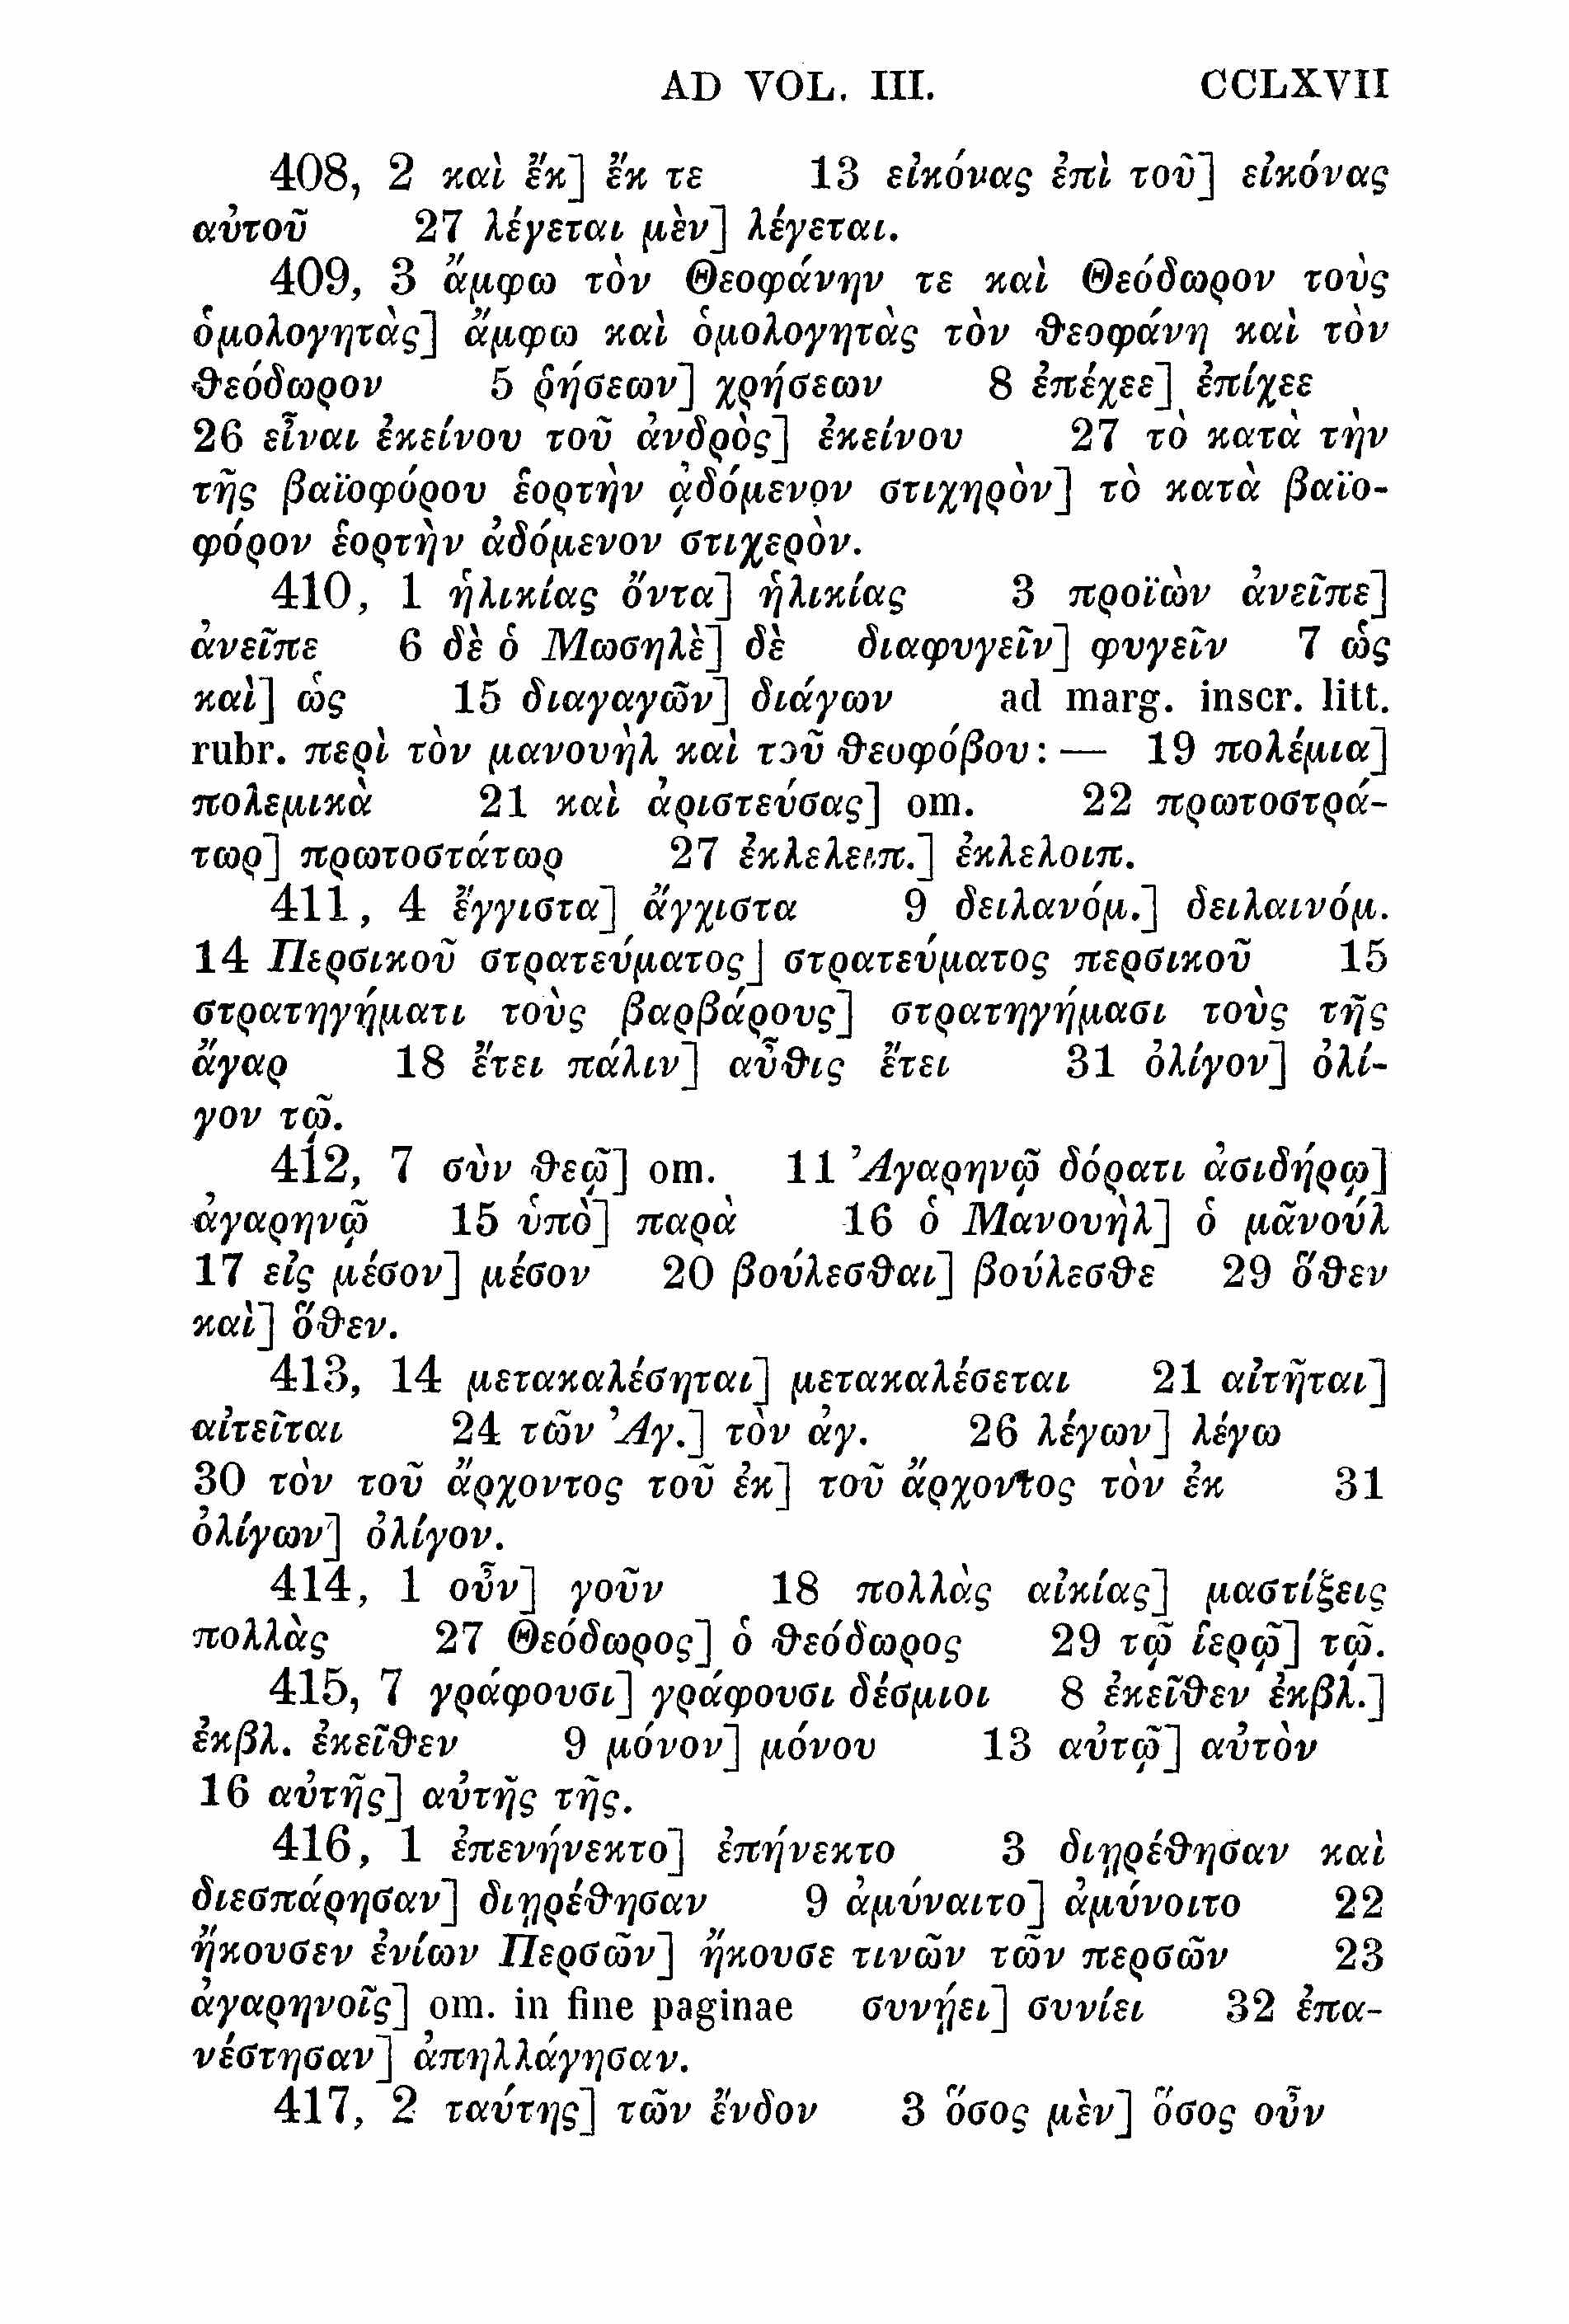 AD VOL. III. CCLXVII
408, 2 καὶ ἔκ] ἔκ τε 13 εἰκόνας ἐπὶ τοῦ] εἰκόνας
αὐτοῦ 27 λέγεται μὲν] λέγεται.
409, 3 ἄμφω τὸν Θεοφάνην τε καὶ Θεόδωρον τοὺς
ὁμολογητὰς] ἄμφω καὶ ὁμολογητὰς τὸν ϑεοφάνη καὶ τὸν
ϑεόδωρον 5 ῥήσεων] χρήσεων 8 ἐπέχεε] ἐπίχεε
26 εἶναι ἐκείνου τοῦ ἀνδρὸς] ἐκείνου 27 τὸ κατὰ τὴν
τῆς βαϊοφόρου ἑορτὴν ᾀδόμενον στιχηρὸν] τὸ κατὰ βαϊο-
φόρον ἑορτὴν ἀδόμενον στιχερὸν.
410, 1 ἡλικίας ὄντα] ἡλικίας 3 προϊὼν ἀνεῖπε]
ἀνεῖπε 6 δὲ ὁ Μωσηλὲ] δὲ διαφυγεῖν] φυγεῖν 7 ὡς
καὶ] ὡς 15 διαγαγῶν] διάγων ad marg. inscr. litt.
rubr. περὶ τὸν μανουὴλ καὶ τοῦ ϑευφόβου: — 19 πολέμια]
πολεμικὰ 21 καὶ ἀριστεύσας] om. 22 πρωτοστρά-
τωρ] πρωτοστάτωρ 27 ἐκλελειπ.] ἐκλελοιπ.
411, 4 ἔγγιστα] ἄγχιστα 9 δειλανόμ.] δειλαινόμ.
14 Περσικοῦ στρατεύματος] στρατεύματος περσικοῦ 15
στρατηγήματι τοὺς βαρβάρους] στρατηγήμασι τοὺς τῆς
ἄγαρ 18 ἔτει πάλιν] αὖϑις ἔτει 31 ὀλίγον] ὀλί-
γον τῷ.
412, 7 σὺν ϑεῷ] om. 11 Ἀγαρηνῷ δόρατι ἀσιδήρῳ]
ἀγαρηνῷ 15 ὑπὸ] παρὰ 16 ὁ Μανουὴλ] ὁ μᾶνούλ
17 εἰς μέσον] μέσον 20 βούλεσϑαι] βούλεσϑε 29 ὅϑεν
καὶ] ὅϑεν.
413, 14 μετακαλέσηται] μετακαλέσεται 21 αἰτῆται]
αἰτεῖται 24 τῶν Ἀγ.] τὸν ἀγ. 26 λέγων] λέγω
30 τὸν τοῦ ἄρχοντος τοῦ ἐκ] τοῦ ἄρχοντος τὸν ἐκ 31
ὀλίγων] ὀλίγον.
414, 1 οὖν] γοῦν 18 πολλὰς αἰκίας] μαστίξεις
πολλὰς 27 Θεόδωρος] ὁ ϑεόδωρος 29 τῷ ἱερῷ] τῷ.
415, 7 γράφουσι] γράφουσι δέσμιοι 8 ἐκεῖϑεν ἐκβλ.]
ἐκβλ. ἐκεῖϑεν 9 μόνον] μόνου 13 αὐτῷ] αὐτὸν
16 αὐτῆς] αὐτῆς τῆς.
416, 1 ἐπενήνεκτο] ἐπήνεκτο 3 διῃρέϑησαν καὶ
διεσπάρησαν] διῃρέϑησαν 9 ἀμύναιτο] ἀμύνοιτο 22
ἤκουσεν ἐνίων Περσῶν] ἤκουσε τινῶν τῶν περσῶν 23
ἀγαρηνοῖς] om. in fine paginae συνῄει] συνίει 32 ἐπα-
νέστησαν] ἀπηλλάγησαν.
417, 2 ταύτης] τῶν ἔνδον 3 ὅσος μὲν] ὅσος οὖν